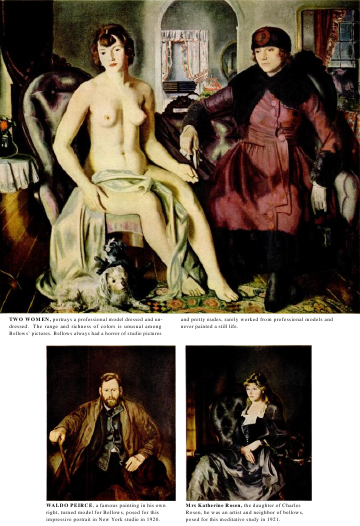 TWO WOMEN, portrays a professional model dressed and un-
dressed. The range and richness of colors is unusual among
Bellows' pictures. Bellows always had a horror of studio pictures
and pretty nudes, rarely worked from professional models and
never painted a still life.
WALDO PEIRCE, a famous painting in his own
right, turned model for Bellows, posed for this
impressive portrait in New York studio in 1920.
Mrs Katherine Rosen, the daughter of Charles
Rosen, he was an artist and neighbor of bellows,
posed for this meditative study in 1921.